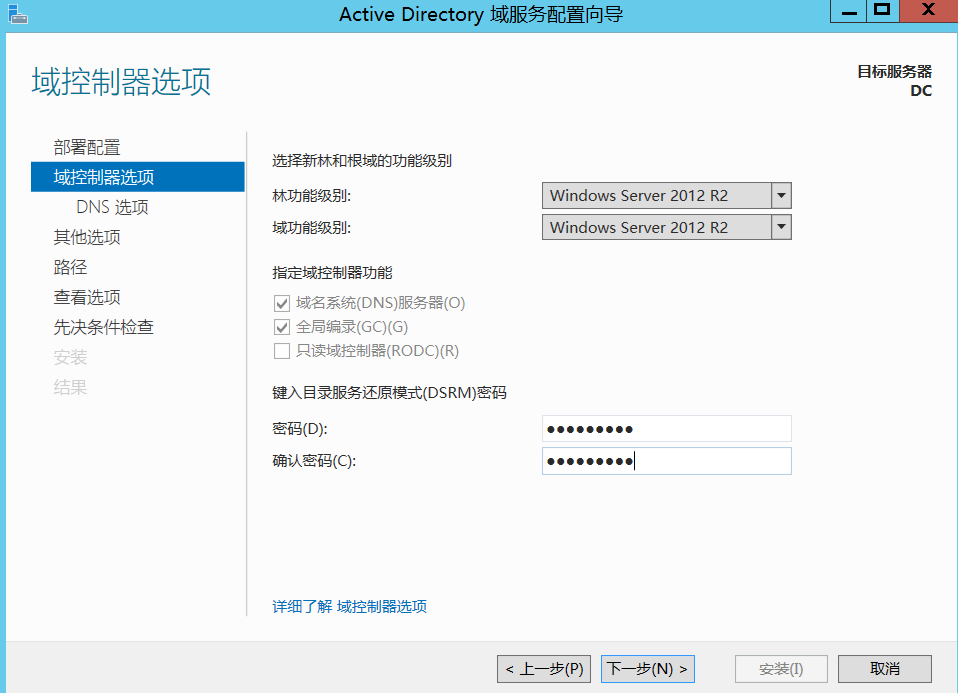 Active Directory 域服务配置向导
域控制器选项
目标服务器
DC
部署配置
域控制器选项
DNS 选项
其他选项
路径
查看选项
先决条件检查
安装
结果
选择新林和根域的功能级别
林功能级别: Windows Server 2012 R2
域功能级别: Windows Server 2012 R2
指定域控制器功能
域名系统(DNS)服务器(O)
全局编录(GC)(G)
只读域控制器(RODC)(R)
键入目录服务还原模式(DSRM)密码
密码(D): ●●●●●●●●●
确认密码(C): ●●●●●●●●●
详细了解 域控制器选项
< 上一步(P) 下一步(N) > 安装(I) 取消